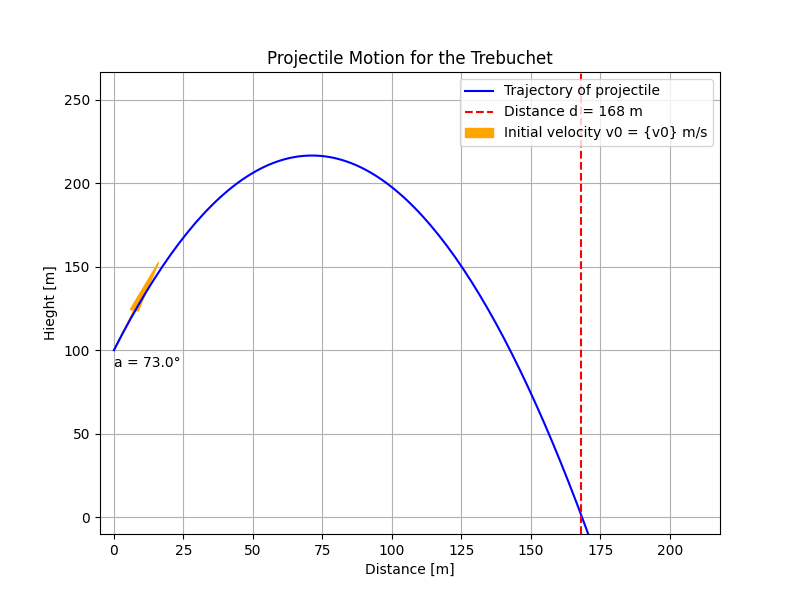 Projectile Motion for the Trebuchet
Trajectory of projectile
Distance d = 168 m
Initial velocity v0 = {v0} m/s
250
200
150
100
50
0
Hieght [m]
a = 73.0°
0 25 50 75 100 125 150 175 200
Distance [m]